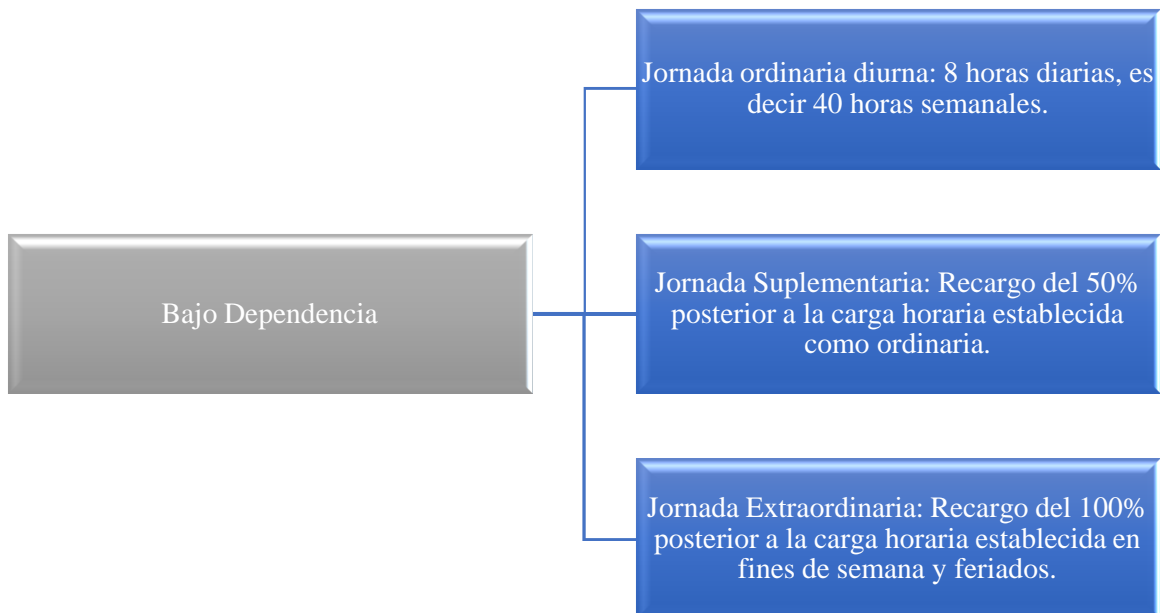 Jornada ordinaria diurna: 8 horas diarias, es
decir 40 horas semanales.
Bajo Dependencia
Jornada Suplementaria: Recargo del 50%
posterior a la carga horaria establecida
como ordinaria.
Jornada Extraordinaria: Recargo del 100%
posterior a la carga horaria establecida en
fines de semana y feriados.